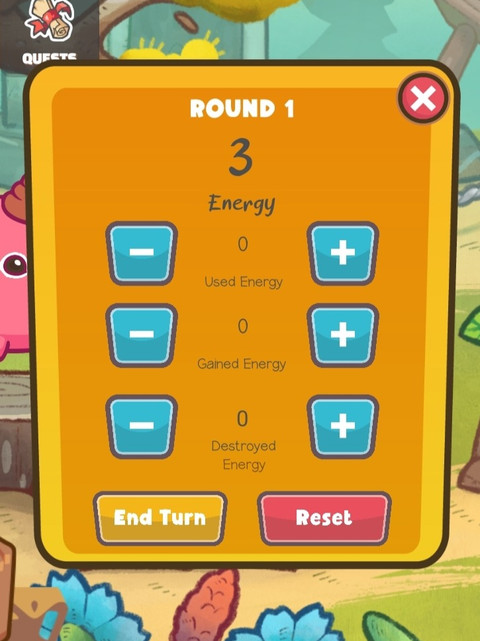 QUESTS
ROUND 1
3
Energy
0
Used Energy
0
Gained Energy
0
Destroyed
Energy
End Turn
Reset